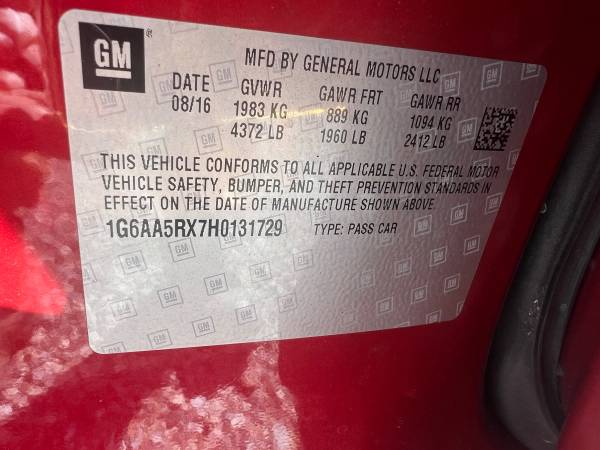 GM
MFD BY GENERAL MOTORS LLC
DATE GVWR GAWR FRT GAWR RR
08/16 1983 KG 889 KG 1094 KG
4372 LB 1960 LB 2412 LB
THIS VEHICLE CONFORMS TO ALL APPLICABLE U.S. FEDERAL MOTOR
VEHICLE SAFETY, BUMPER, AND THEFT PREVENTION STANDARDS IN
EFFECT ON THE DATE OF MANUFACTURE SHOWN ABOVE.
1G6AA5RX7H0131729 TYPE: PASS CAR